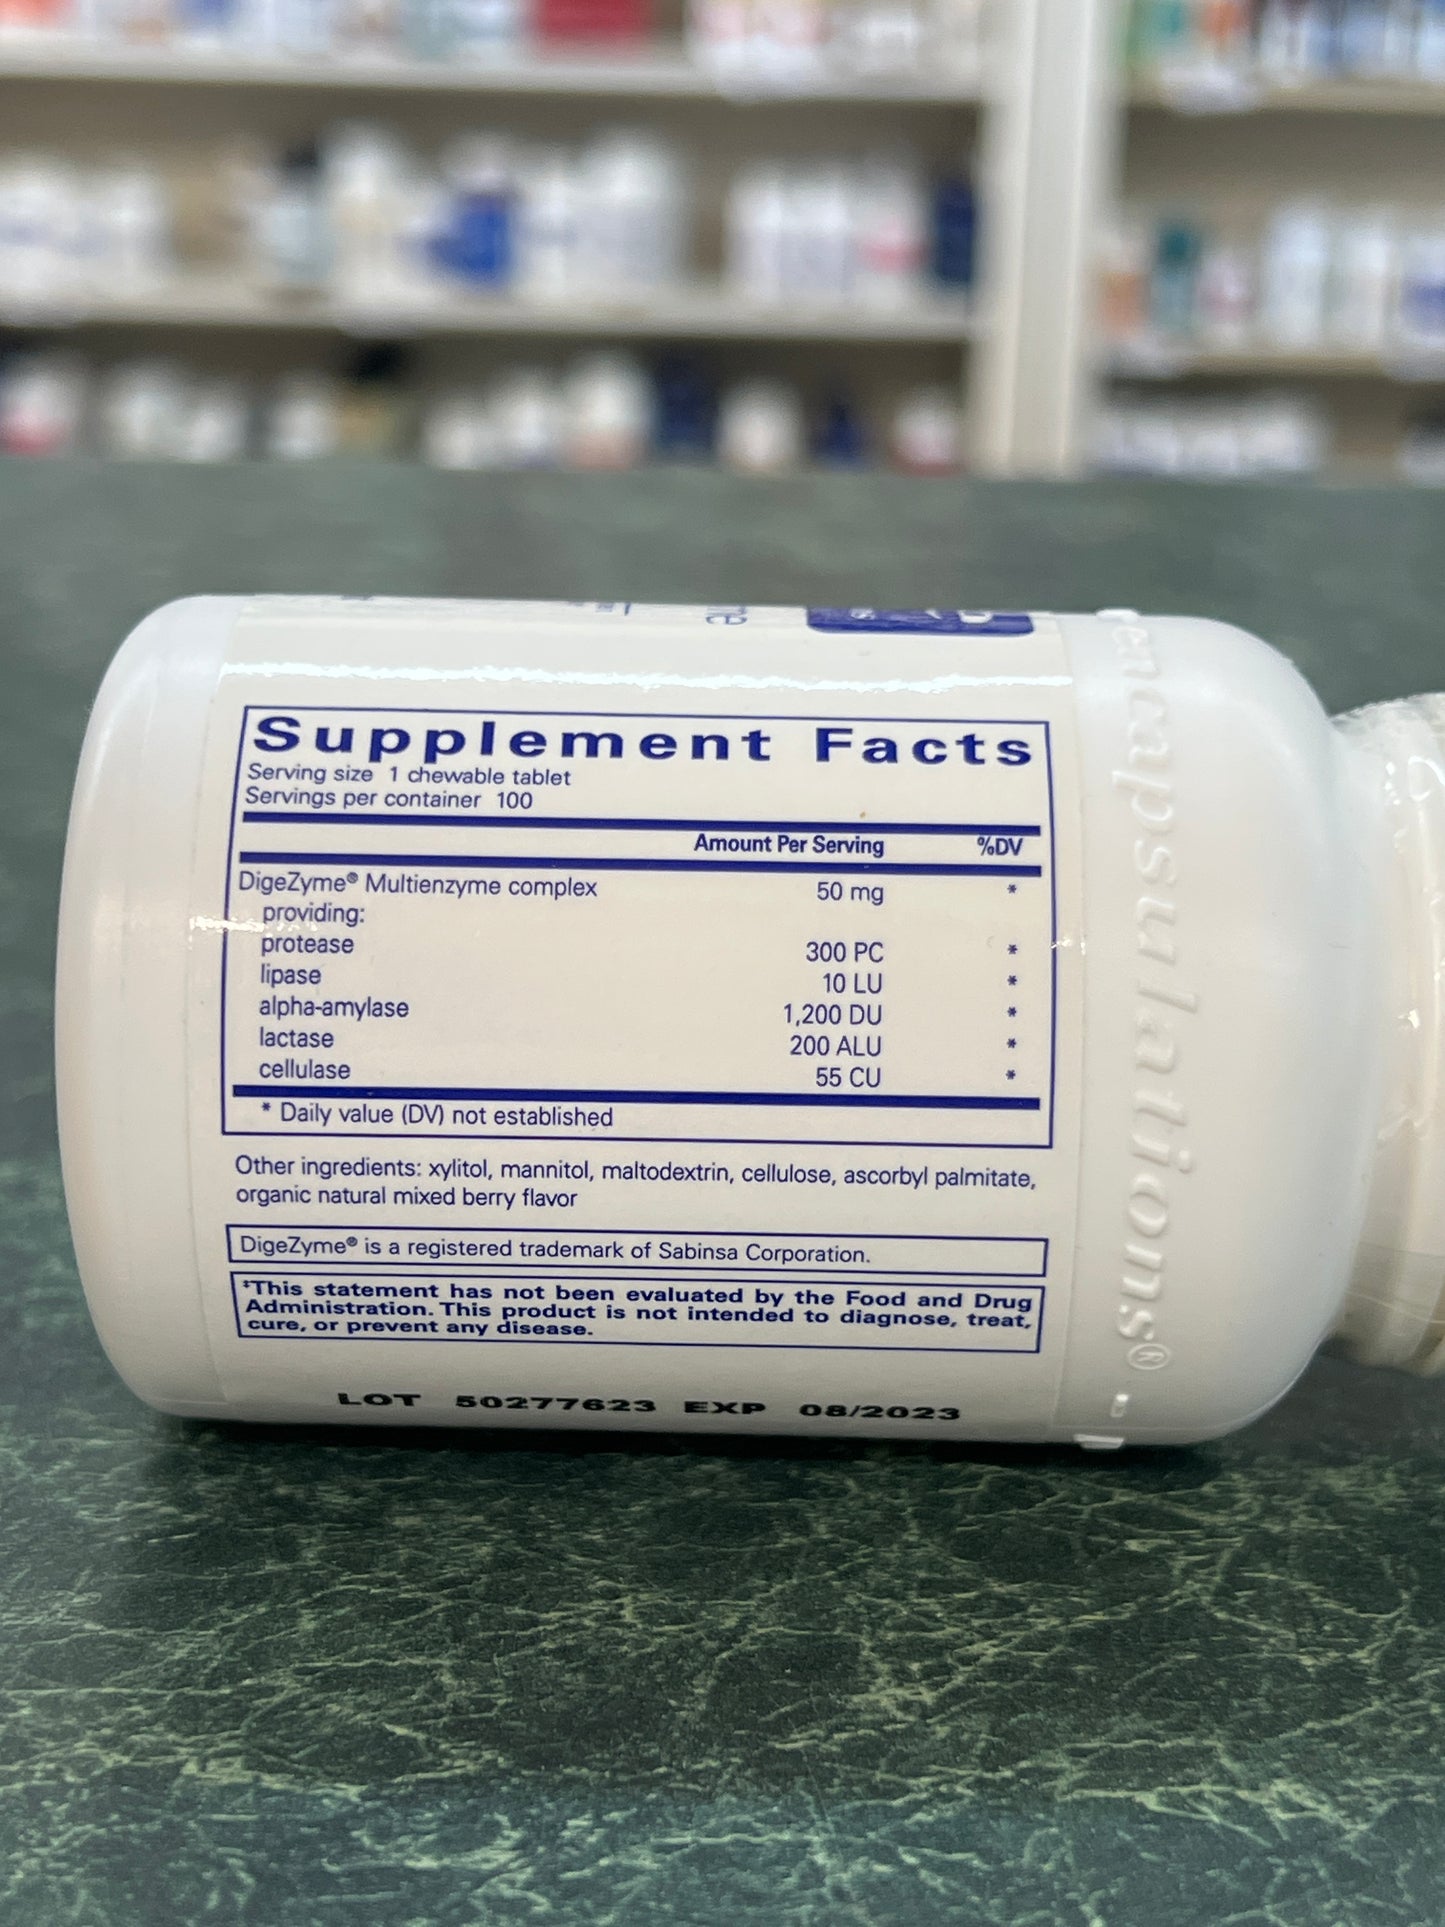 Supplement Facts
Serving size 1 chewable tablet
Servings per container 100
Amount Per Serving %DV
DigeZyme® Multienzyme complex 50 mg *
providing:
protease 300 PC *
lipase 10 LU *
alpha-amylase 1,200 DU *
lactase 200 ALU *
cellulase 55 CU *
* Daily value (DV) not established
Other ingredients: xylitol, mannitol, maltodextrin, cellulose, ascorbyl palmitate,
organic natural mixed berry flavor
DigeZyme® is a registered trademark of Sabinsa Corporation.
‡This statement has not been evaluated by the Food and Drug
Administration. This product is not intended to diagnose, treat,
cure, or prevent any disease.
LOT 50277623 EXP 08/2023
encapsulations®